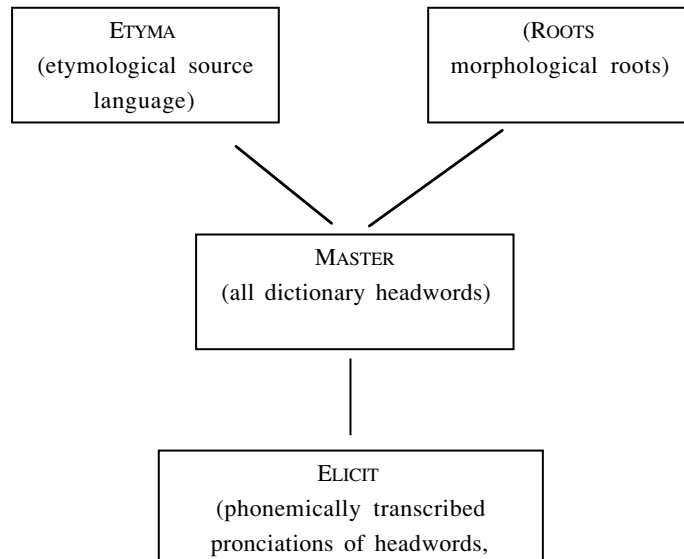 ETYMA
(etymological source
language)
(ROOTS
morphological roots)
MASTER
(all dictionary headwords)
ELICIT
(phonemically transcribed
pronciations of headwords,